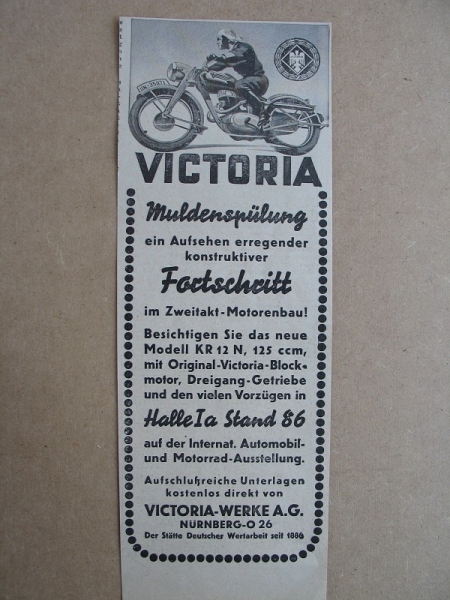 VICTORIA
Muldenspülung
ein Aufsehen erregender
konstruktiver
Fortschritt
im Zweitakt-Motorenbau!
Besichtigen Sie das neue
Modell KR 12 N, 125 ccm,
mit Original-Victoria-Block-
motor, Dreigang-Getriebe
und den vielen Vorzügen in
Halle Ia Stand 86
auf der Internat. Automobil-
und Motorrad-Ausstellung.
Aufschlußreiche Unterlagen
kostenlos direkt von
VICTORIA-WERKE A.G.
NÜRNBERG-O 26
Der Stätte Deutscher Wertarbeit seit 1886